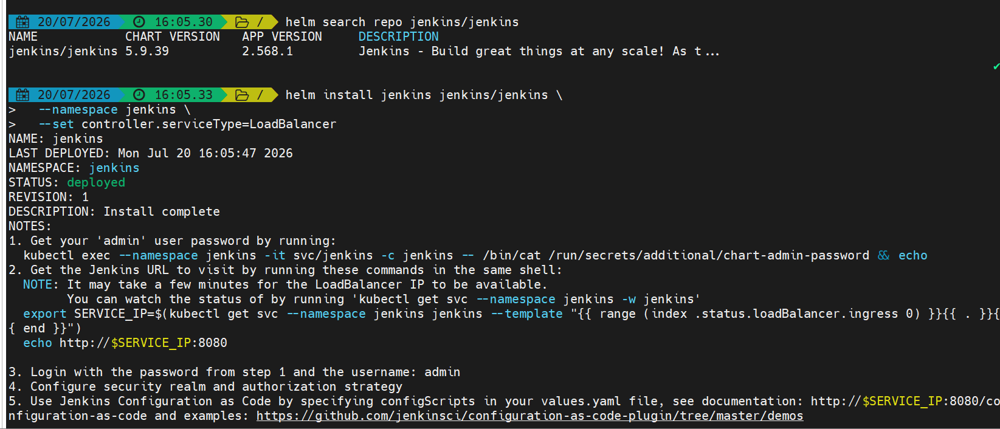 20/07/2026 16:05.30 / helm search repo jenkins/jenkins
NAME CHART VERSION APP VERSION DESCRIPTION
jenkins/jenkins 5.9.39 2.568.1 Jenkins - Build great things at any scale! As t...
✔
20/07/2026 16:05.33 / helm install jenkins jenkins/jenkins \
> --namespace jenkins \
> --set controller.serviceType=LoadBalancer
NAME: jenkins
LAST DEPLOYED: Mon Jul 20 16:05:47 2026
NAMESPACE: jenkins
STATUS: deployed
REVISION: 1
DESCRIPTION: Install complete
NOTES:
1. Get your 'admin' user password by running:
kubectl exec --namespace jenkins -it svc/jenkins -c jenkins -- /bin/cat /run/secrets/additional/chart-admin-password && echo
2. Get the Jenkins URL to visit by running these commands in the same shell:
NOTE: It may take a few minutes for the LoadBalancer IP to be available.
You can watch the status of by running 'kubectl get svc --namespace jenkins -w jenkins'
export SERVICE_IP=$(kubectl get svc --namespace jenkins jenkins --template "{{ range (index .status.loadBalancer.ingress 0) }}{{ . }}{
{ end }}")
echo http://$SERVICE_IP:8080
3. Login with the password from step 1 and the username: admin
4. Configure security realm and authorization strategy
5. Use Jenkins Configuration as Code by specifying configScripts in your values.yaml file, see documentation: http://$SERVICE_IP:8080/co
nfiguration-as-code and examples: https://github.com/jenkinsci/configuration-as-code-plugin/tree/master/demos